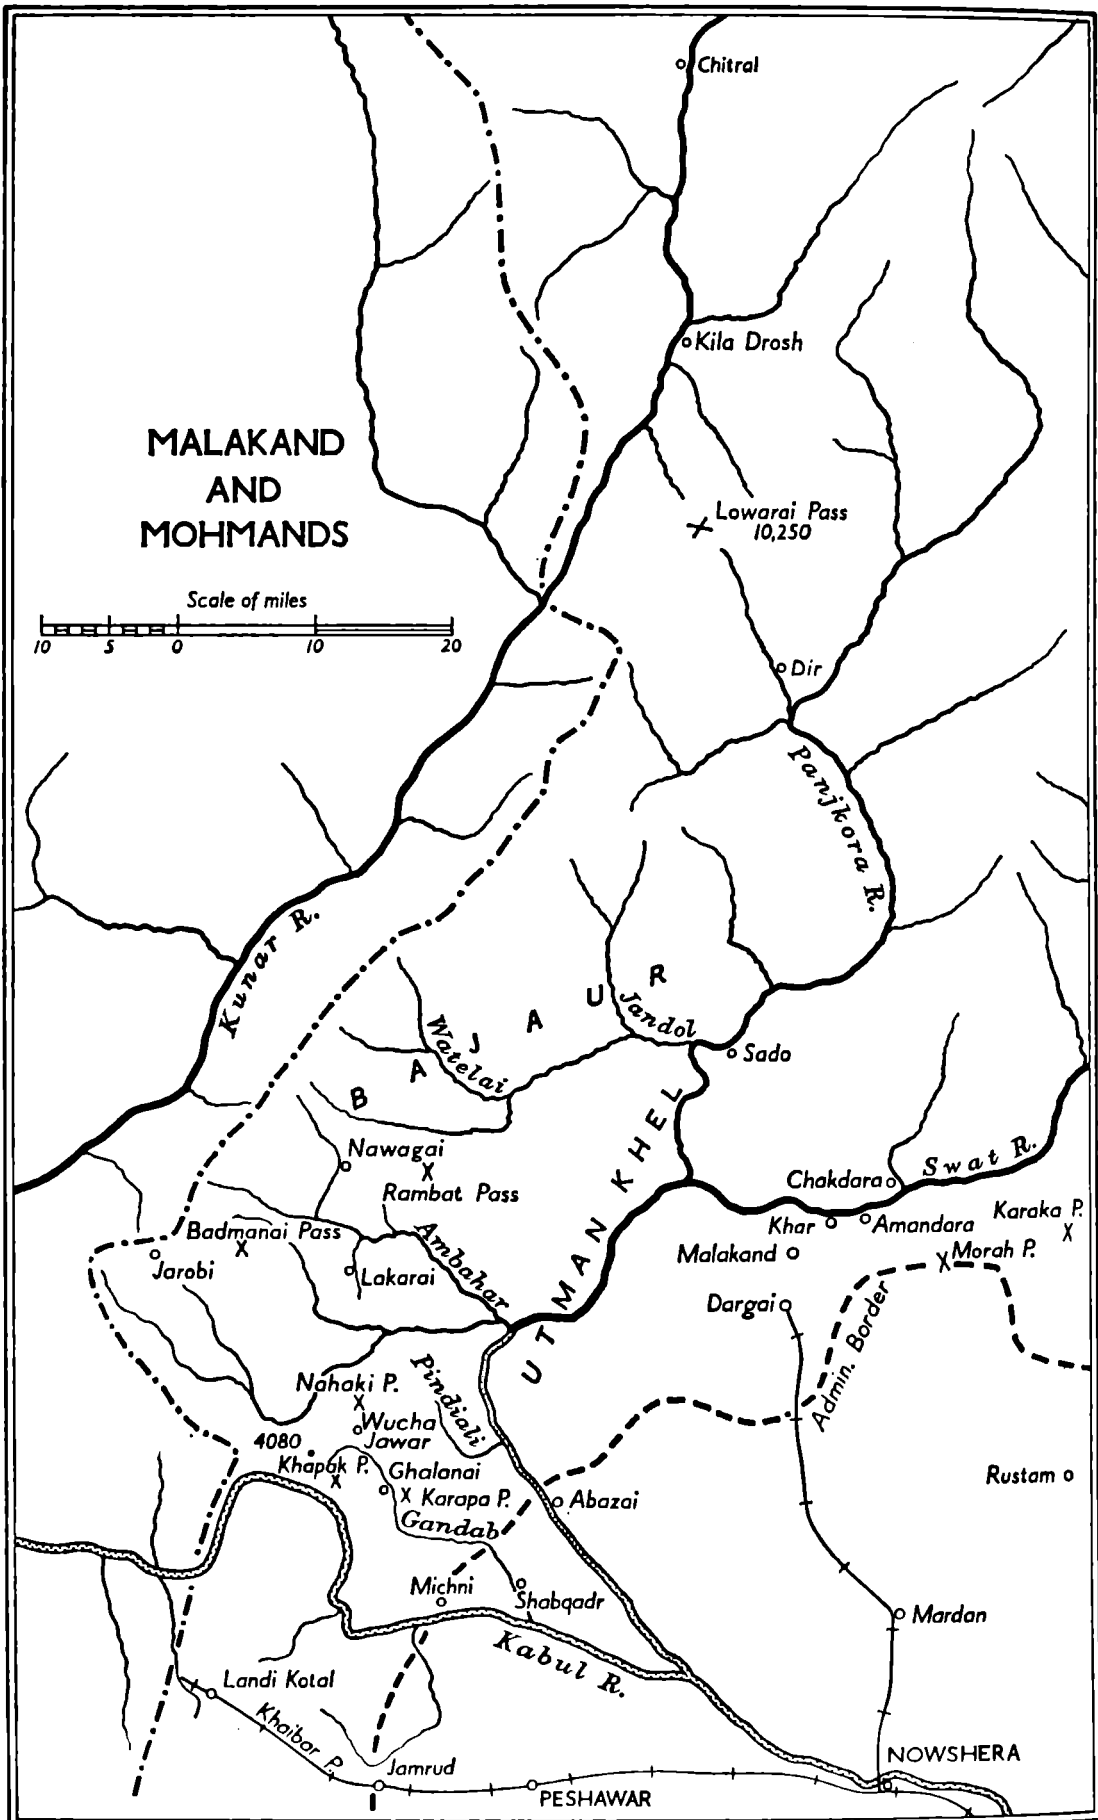 Chitral
Kila Drosh
MALAKAND
AND
MOHMANDS
Lowarai Pass
10,250
Scale of miles
10 5 0 10 20
Dir
Panjkora R.
Kunar R.
BAJAUR
Jandol
Watelai
Sado
UTMAN KHEL
Nawagai
Rambat Pass
Swat R.
Chakdara
Khar
Amandara
Karaka P.
Badmanai Pass
Ambahar
Malakand
Morah P.
Jarobi
Lakarai
Dargai
Admin. Border
Pindiali
Nahaki P.
Wucha
Jawar
4080
Khapak P.
Ghalanai
Karapa P.
Abazai
Rustam
Gandab
Michni
Shabqadr
Mardan
Kabul R.
Landi Kotal
Khaibar P.
Jamrud
NOWSHERA
PESHAWAR